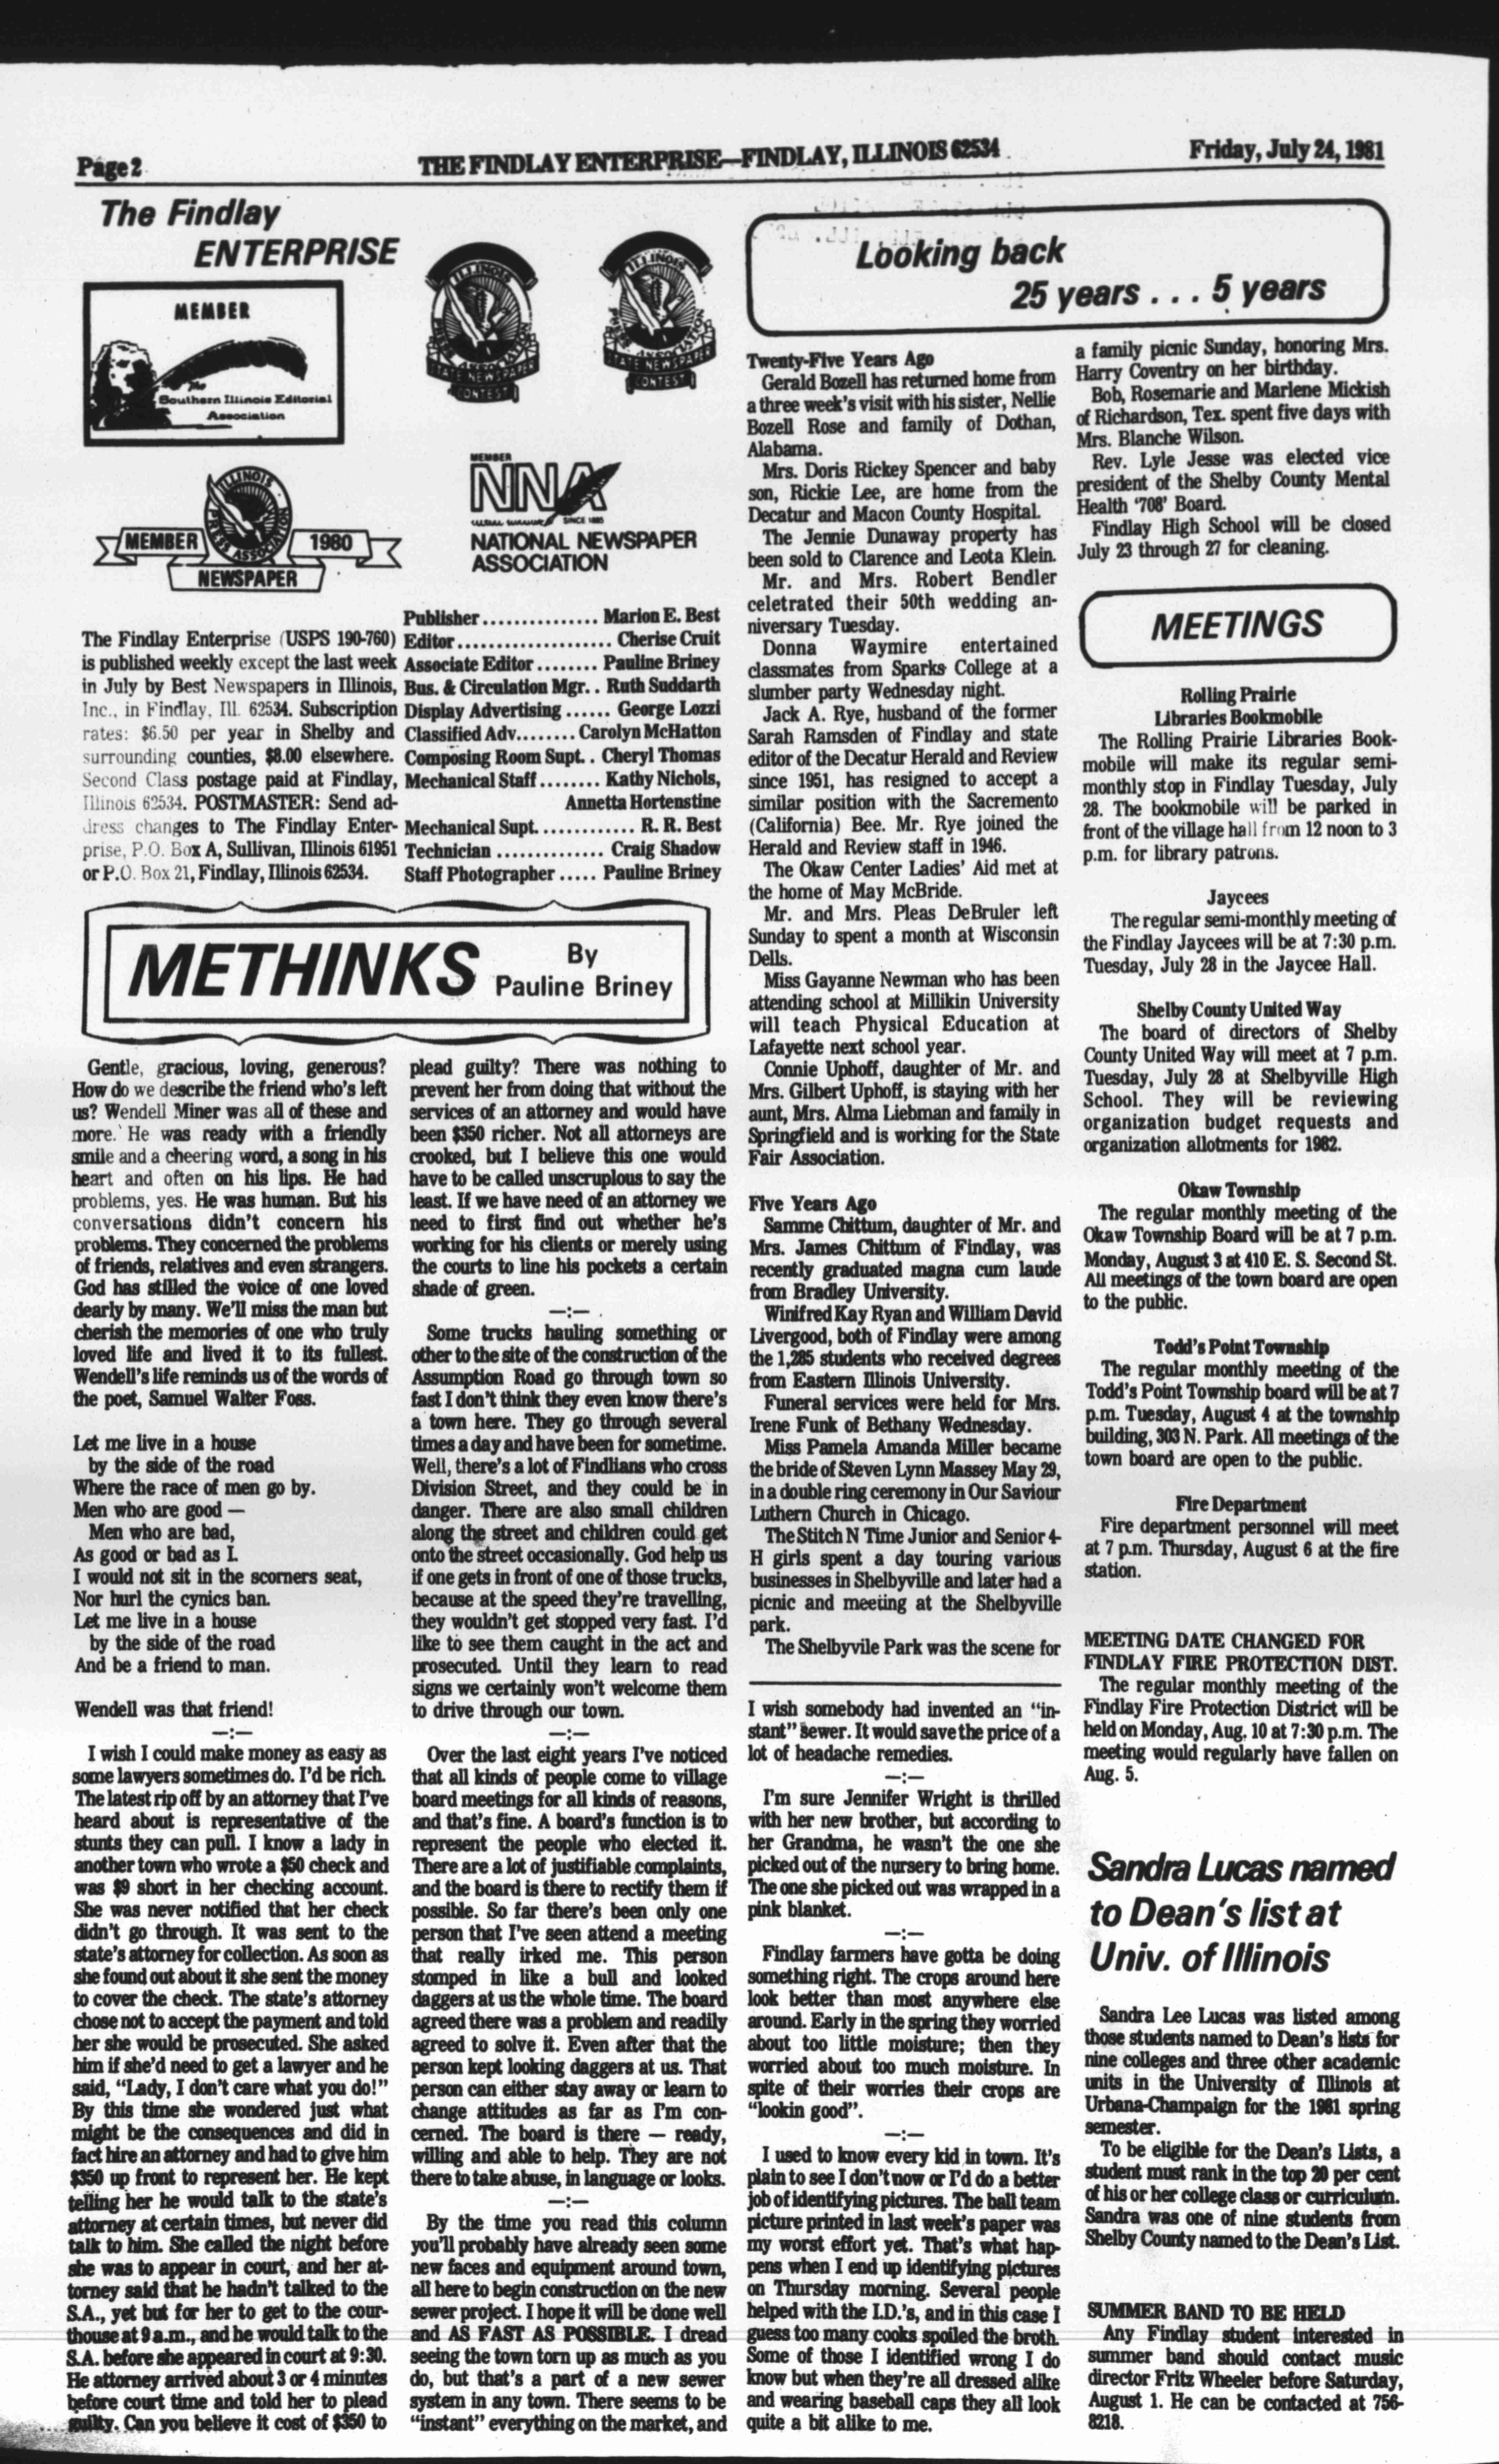 Page 2
THE FINDLAY ENTERPRISE—FINDLAY, ILLINOIS 62534
Friday, July 24, 1981
The Findlay
ENTERPRISE
MEMBER
The
Southern Illinois Editorial
Association
ILLINOIS
PRESS ASSOCIATION
STATE NEWSPAPER
CONTEST
ILLINOIS
PRESS ASSOCIATION
STATE NEWSPAPER
CONTEST
ILLINOIS
PRESS ASSOCIATION
MEMBER
1980
NEWSPAPER
MEMBER
NNA
SINCE 1885
NATIONAL NEWSPAPER
ASSOCIATION
The Findlay Enterprise (USPS 190-760)
is published weekly except the last week
in July by Best Newspapers in Illinois,
Inc., in Findlay, Ill. 62534. Subscription
rates: $6.50 per year in Shelby and
surrounding counties, $8.00 elsewhere.
Second Class postage paid at Findlay,
Illinois 62534. POSTMASTER: Send ad-
dress changes to The Findlay Enter-
prise, P.O. Box A, Sullivan, Illinois 61951
or P.O. Box 21, Findlay, Illinois 62534.
Publisher ............... Marion E. Best
Editor.................... Cherise Cruit
Associate Editor ........ Pauline Briney
Bus. & Circulation Mgr. . Ruth Suddarth
Display Advertising ...... George Lozzi
Classified Adv........ Carolyn McHatton
Composing Room Supt. . Cheryl Thomas
Mechanical Staff........ Kathy Nichols,
Annetta Hortenstine
Mechanical Supt. ............ R. R. Best
Technician .............. Craig Shadow
Staff Photographer ..... Pauline Briney
METHINKS
By
Pauline Briney
Gentle, gracious, loving, generous?
How do we describe the friend who's left
us? Wendell Miner was all of these and
more. He was ready with a friendly
smile and a cheering word, a song in his
heart and often on his lips. He had
problems, yes. He was human. But his
conversations didn't concern his
problems. They concerned the problems
of friends, relatives and even strangers.
God has stilled the voice of one loved
dearly by many. We'll miss the man but
cherish the memories of one who truly
loved life and lived it to its fullest.
Wendell's life reminds us of the words of
the poet, Samuel Walter Foss.
Let me live in a house
by the side of the road
Where the race of men go by.
Men who are good —
Men who are bad,
As good or bad as I.
I would not sit in the scorners seat,
Nor hurl the cynics ban.
Let me live in a house
by the side of the road
And be a friend to man.
Wendell was that friend!
—:—
I wish I could make money as easy as
some lawyers sometimes do. I'd be rich.
The latest rip off by an attorney that I've
heard about is representative of the
stunts they can pull. I know a lady in
another town who wrote a $50 check and
was $9 short in her checking account.
She was never notified that her check
didn't go through. It was sent to the
state's attorney for collection. As soon as
she found out about it she sent the money
to cover the check. The state's attorney
chose not to accept the payment and told
her she would be prosecuted. She asked
him if she'd need to get a lawyer and he
said, "Lady, I don't care what you do!"
By this time she wondered just what
might be the consequences and did in
fact hire an attorney and had to give him
$350 up front to represent her. He kept
telling her he would talk to the state's
attorney at certain times, but never did
talk to him. She called the night before
she was to appear in court, and her at-
torney said that he hadn't talked to the
S.A., yet but for her to get to the cour-
thouse at 9 a.m., and he would talk to the
S.A. before she appeared in court at 9:30.
He attorney arrived about 3 or 4 minutes
before court time and told her to plead
guilty. Can you believe it cost of $350 to
plead guilty? There was nothing to
prevent her from doing that without the
services of an attorney and would have
been $350 richer. Not all attorneys are
crooked, but I believe this one would
have to be called unscruplous to say the
least. If we have need of an attorney we
need to first find out whether he's
working for his clients or merely using
the courts to line his pockets a certain
shade of green.
—:—
Some trucks hauling something or
other to the site of the construction of the
Assumption Road go through town so
fast I don't think they even know there's
a town here. They go through several
times a day and have been for sometime.
Well, there's a lot of Findlians who cross
Division Street, and they could be in
danger. There are also small children
along the street and children could get
onto the street occasionally. God help us
if one gets in front of one of those trucks,
because at the speed they're travelling,
they wouldn't get stopped very fast. I'd
like to see them caught in the act and
prosecuted. Until they learn to read
signs we certainly won't welcome them
to drive through our town.
—:—
Over the last eight years I've noticed
that all kinds of people come to village
board meetings for all kinds of reasons,
and that's fine. A board's function is to
represent the people who elected it.
There are a lot of justifiable complaints,
and the board is there to rectify them if
possible. So far there's been only one
person that I've seen attend a meeting
that really irked me. This person
stomped in like a bull and looked
daggers at us the whole time. The board
agreed there was a problem and readily
agreed to solve it. Even after that the
person kept looking daggers at us. That
person can either stay away or learn to
change attitudes as far as I'm con-
cerned. The board is there — ready,
willing and able to help. They are not
there to take abuse, in language or looks.
—:—
By the time you read this column
you'll probably have already seen some
new faces and equipment around town,
all here to begin construction on the new
sewer project. I hope it will be done well
and AS FAST AS POSSIBLE. I dread
seeing the town torn up as much as you
do, but that's a part of a new sewer
system in any town. There seems to be
"instant" everything on the market, and
I wish somebody had invented an "in-
stant" sewer. It would save the price of a
lot of headache remedies.
—:—
I'm sure Jennifer Wright is thrilled
with her new brother, but according to
her Grandma, he wasn't the one she
picked out of the nursery to bring home.
The one she picked out was wrapped in a
pink blanket.
—:—
Findlay farmers have gotta be doing
something right. The crops around here
look better than most anywhere else
around. Early in the spring they worried
about too little moisture; then they
worried about too much moisture. In
spite of their worries their crops are
"lookin good".
—:—
I used to know every kid in town. It's
plain to see I don't now or I'd do a better
job of identifying pictures. The ball team
picture printed in last week's paper was
my worst effort yet. That's what hap-
pens when I end up identifying pictures
on Thursday morning. Several people
helped with the I.D.'s, and in this case I
guess too many cooks spoiled the broth.
Some of those I identified wrong I do
know but when they're all dressed alike
and wearing baseball caps they all look
quite a bit alike to me.
Looking back
25 years . . . 5 years
Twenty-Five Years Ago
Gerald Bozell has returned home from
a three week's visit with his sister, Nellie
Bozell Rose and family of Dothan,
Alabama.
Mrs. Doris Rickey Spencer and baby
son, Rickie Lee, are home from the
Decatur and Macon County Hospital.
The Jennie Dunaway property has
been sold to Clarence and Leota Klein.
Mr. and Mrs. Robert Bendler
celetrated their 50th wedding an-
niversary Tuesday.
Donna Waymire entertained
classmates from Sparks College at a
slumber party Wednesday night.
Jack A. Rye, husband of the former
Sarah Ramsden of Findlay and state
editor of the Decatur Herald and Review
since 1951, has resigned to accept a
similar position with the Sacremento
(California) Bee. Mr. Rye joined the
Herald and Review staff in 1946.
The Okaw Center Ladies' Aid met at
the home of May McBride.
Mr. and Mrs. Pleas DeBruler left
Sunday to spent a month at Wisconsin
Dells.
Miss Gayanne Newman who has been
attending school at Millikin University
will teach Physical Education at
Lafayette next school year.
Connie Uphoff, daughter of Mr. and
Mrs. Gilbert Uphoff, is staying with her
aunt, Mrs. Alma Liebman and family in
Springfield and is working for the State
Fair Association.
Five Years Ago
Samme Chittum, daughter of Mr. and
Mrs. James Chittum of Findlay, was
recently graduated magna cum laude
from Bradley University.
Winifred Kay Ryan and William David
Livergood, both of Findlay were among
the 1,285 students who received degrees
from Eastern Illinois University.
Funeral services were held for Mrs.
Irene Funk of Bethany Wednesday.
Miss Pamela Amanda Miller became
the bride of Steven Lynn Massey May 29,
in a double ring ceremony in Our Saviour
Luthern Church in Chicago.
The Stitch N Time Junior and Senior 4-
H girls spent a day touring various
businesses in Shelbyville and later had a
picnic and meeting at the Shelbyville
park.
The Shelbyvile Park was the scene for
a family picnic Sunday, honoring Mrs.
Harry Coventry on her birthday.
Bob, Rosemarie and Marlene Mickish
of Richardson, Tex. spent five days with
Mrs. Blanche Wilson.
Rev. Lyle Jesse was elected vice
president of the Shelby County Mental
Health '708' Board.
Findlay High School will be closed
July 23 through 27 for cleaning.
MEETINGS
Rolling Prairie
Libraries Bookmobile
The Rolling Prairie Libraries Book-
mobile will make its regular semi-
monthly stop in Findlay Tuesday, July
28. The bookmobile will be parked in
front of the village hall from 12 noon to 3
p.m. for library patrons.
Jaycees
The regular semi-monthly meeting of
the Findlay Jaycees will be at 7:30 p.m.
Tuesday, July 28 in the Jaycee Hall.
Shelby County United Way
The board of directors of Shelby
County United Way will meet at 7 p.m.
Tuesday, July 28 at Shelbyville High
School. They will be reviewing
organization budget requests and
organization allotments for 1982.
Okaw Township
The regular monthly meeting of the
Okaw Township Board will be at 7 p.m.
Monday, August 3 at 410 E. S. Second St.
All meetings of the town board are open
to the public.
Todd's Point Township
The regular monthly meeting of the
Todd's Point Township board will be at 7
p.m. Tuesday, August 4 at the township
building, 303 N. Park. All meetings of the
town board are open to the public.
Fire Department
Fire department personnel will meet
at 7 p.m. Thursday, August 6 at the fire
station.
MEETING DATE CHANGED FOR
FINDLAY FIRE PROTECTION DIST.
The regular monthly meeting of the
Findlay Fire Protection District will be
held on Monday, Aug. 10 at 7:30 p.m. The
meeting would regularly have fallen on
Aug. 5.
Sandra Lucas named
to Dean's list at
Univ. of Illinois
Sandra Lee Lucas was listed among
those students named to Dean's lists for
nine colleges and three other academic
units in the University of Illinois at
Urbana-Champaign for the 1981 spring
semester.
To be eligible for the Dean's Lists, a
student must rank in the top 20 per cent
of his or her college class or curriculum.
Sandra was one of nine students from
Shelby County named to the Dean's List.
SUMMER BAND TO BE HELD
Any Findlay student interested in
summer band should contact music
director Fritz Wheeler before Saturday,
August 1. He can be contacted at 756-
8218.